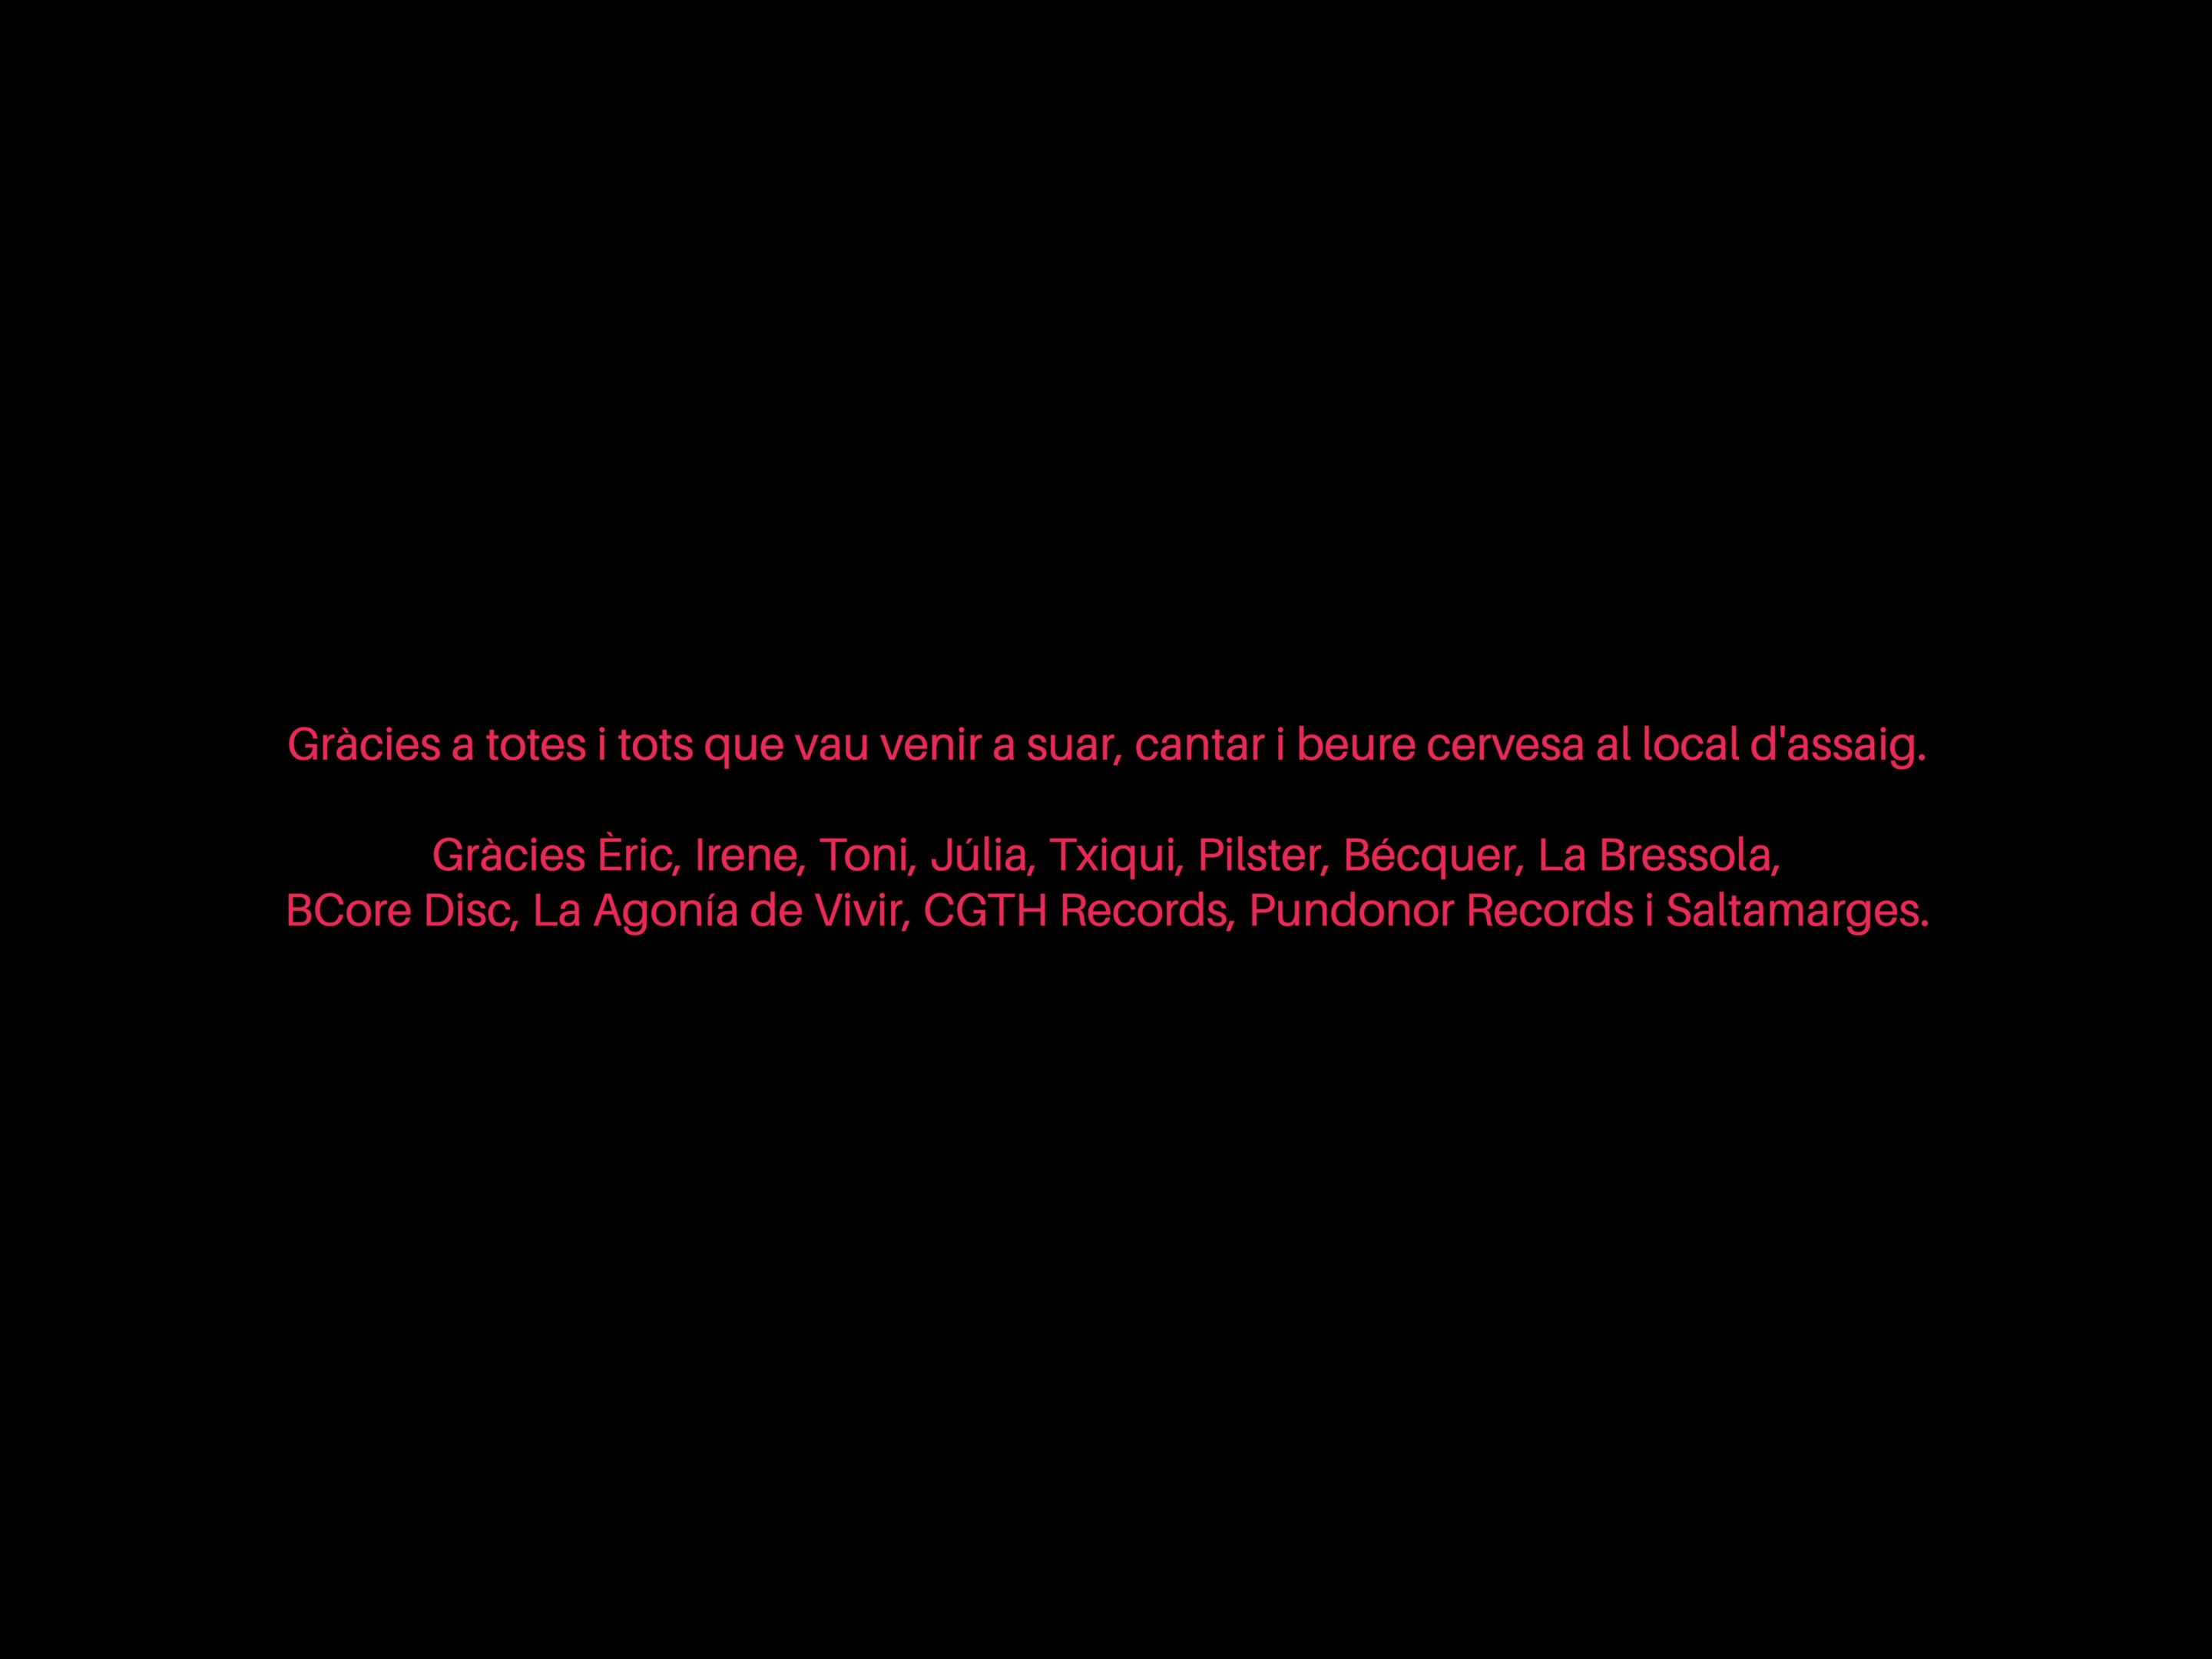 Gràcies a totes i tots que vau venir a suar, cantar i beure cervesa al local d'assaig.
Gràcies Èric, Irene, Toni, Júlia, Txiqui, Pilster, Bécquer, La Bressola,
BCore Disc, La Agonía de Vivir, CGTH Records, Pundonor Records i Saltamarges.